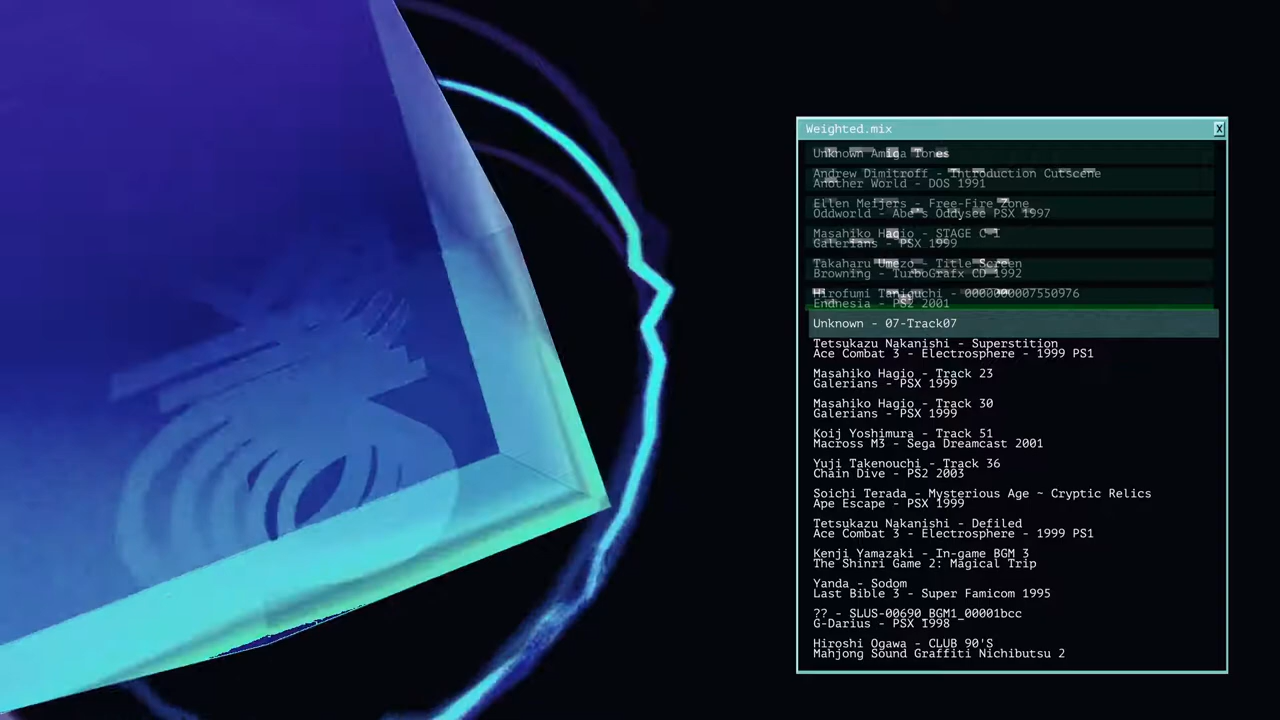 Weighted.mix
X
Unknown Amiga Tones
Andrew Dimitroff - Introduction Cutscene
Another World - DOS 1991
Ellen Meijers - Free-Fire Zone
Oddworld - Abe's Oddysee PSX 1997
Masahiko Hagio - STAGE C-1
Galerians - PSX 1999
Takaharu Umezo - Title Screen
Browning - TurboGrafx CD 1992
Hirofumi Taniguchi - 0000000007550976
Endnesia - PS2 2001
Unknown - 07-Track07
Tetsukazu Nakanishi - Superstition
Ace Combat 3 - Electrosphere - 1999 PS1
Masahiko Hagio - Track 23
Galerians - PSX 1999
Masahiko Hagio - Track 30
Galerians - PSX 1999
Koij Yoshimura - Track 51
Macross M3 - Sega Dreamcast 2001
Yuji Takenouchi - Track 36
Chain Dive - PS2 2003
Soichi Terada - Mysterious Age ~ Cryptic Relics
Ape Escape - PSX 1999
Tetsukazu Nakanishi - Defiled
Ace Combat 3 - Electrosphere - 1999 PS1
Kenji Yamazaki - In-game BGM 3
The Shinri Game 2: Magical Trip
Yanda - Sodom
Last Bible 3 - Super Famicom 1995
?? - SLUS-00690_BGM1_00001bcc
G-Darius - PSX 1998
Hiroshi Ogawa - CLUB 90'S
Mahjong Sound Graffiti Nichibutsu 2